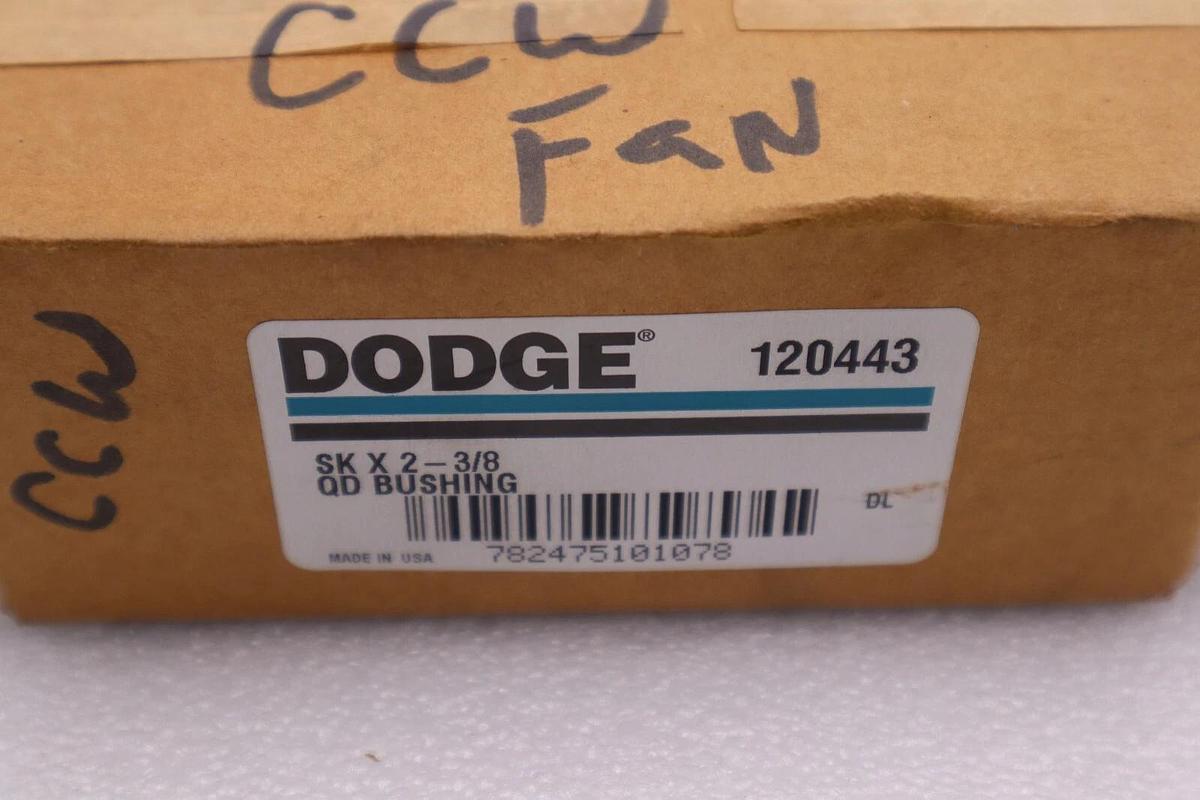 CCW
FaN
CCW
DODGE®
120443
SK X 2-3/8
QD BUSHING
DL
MADE IN USA
782475101078